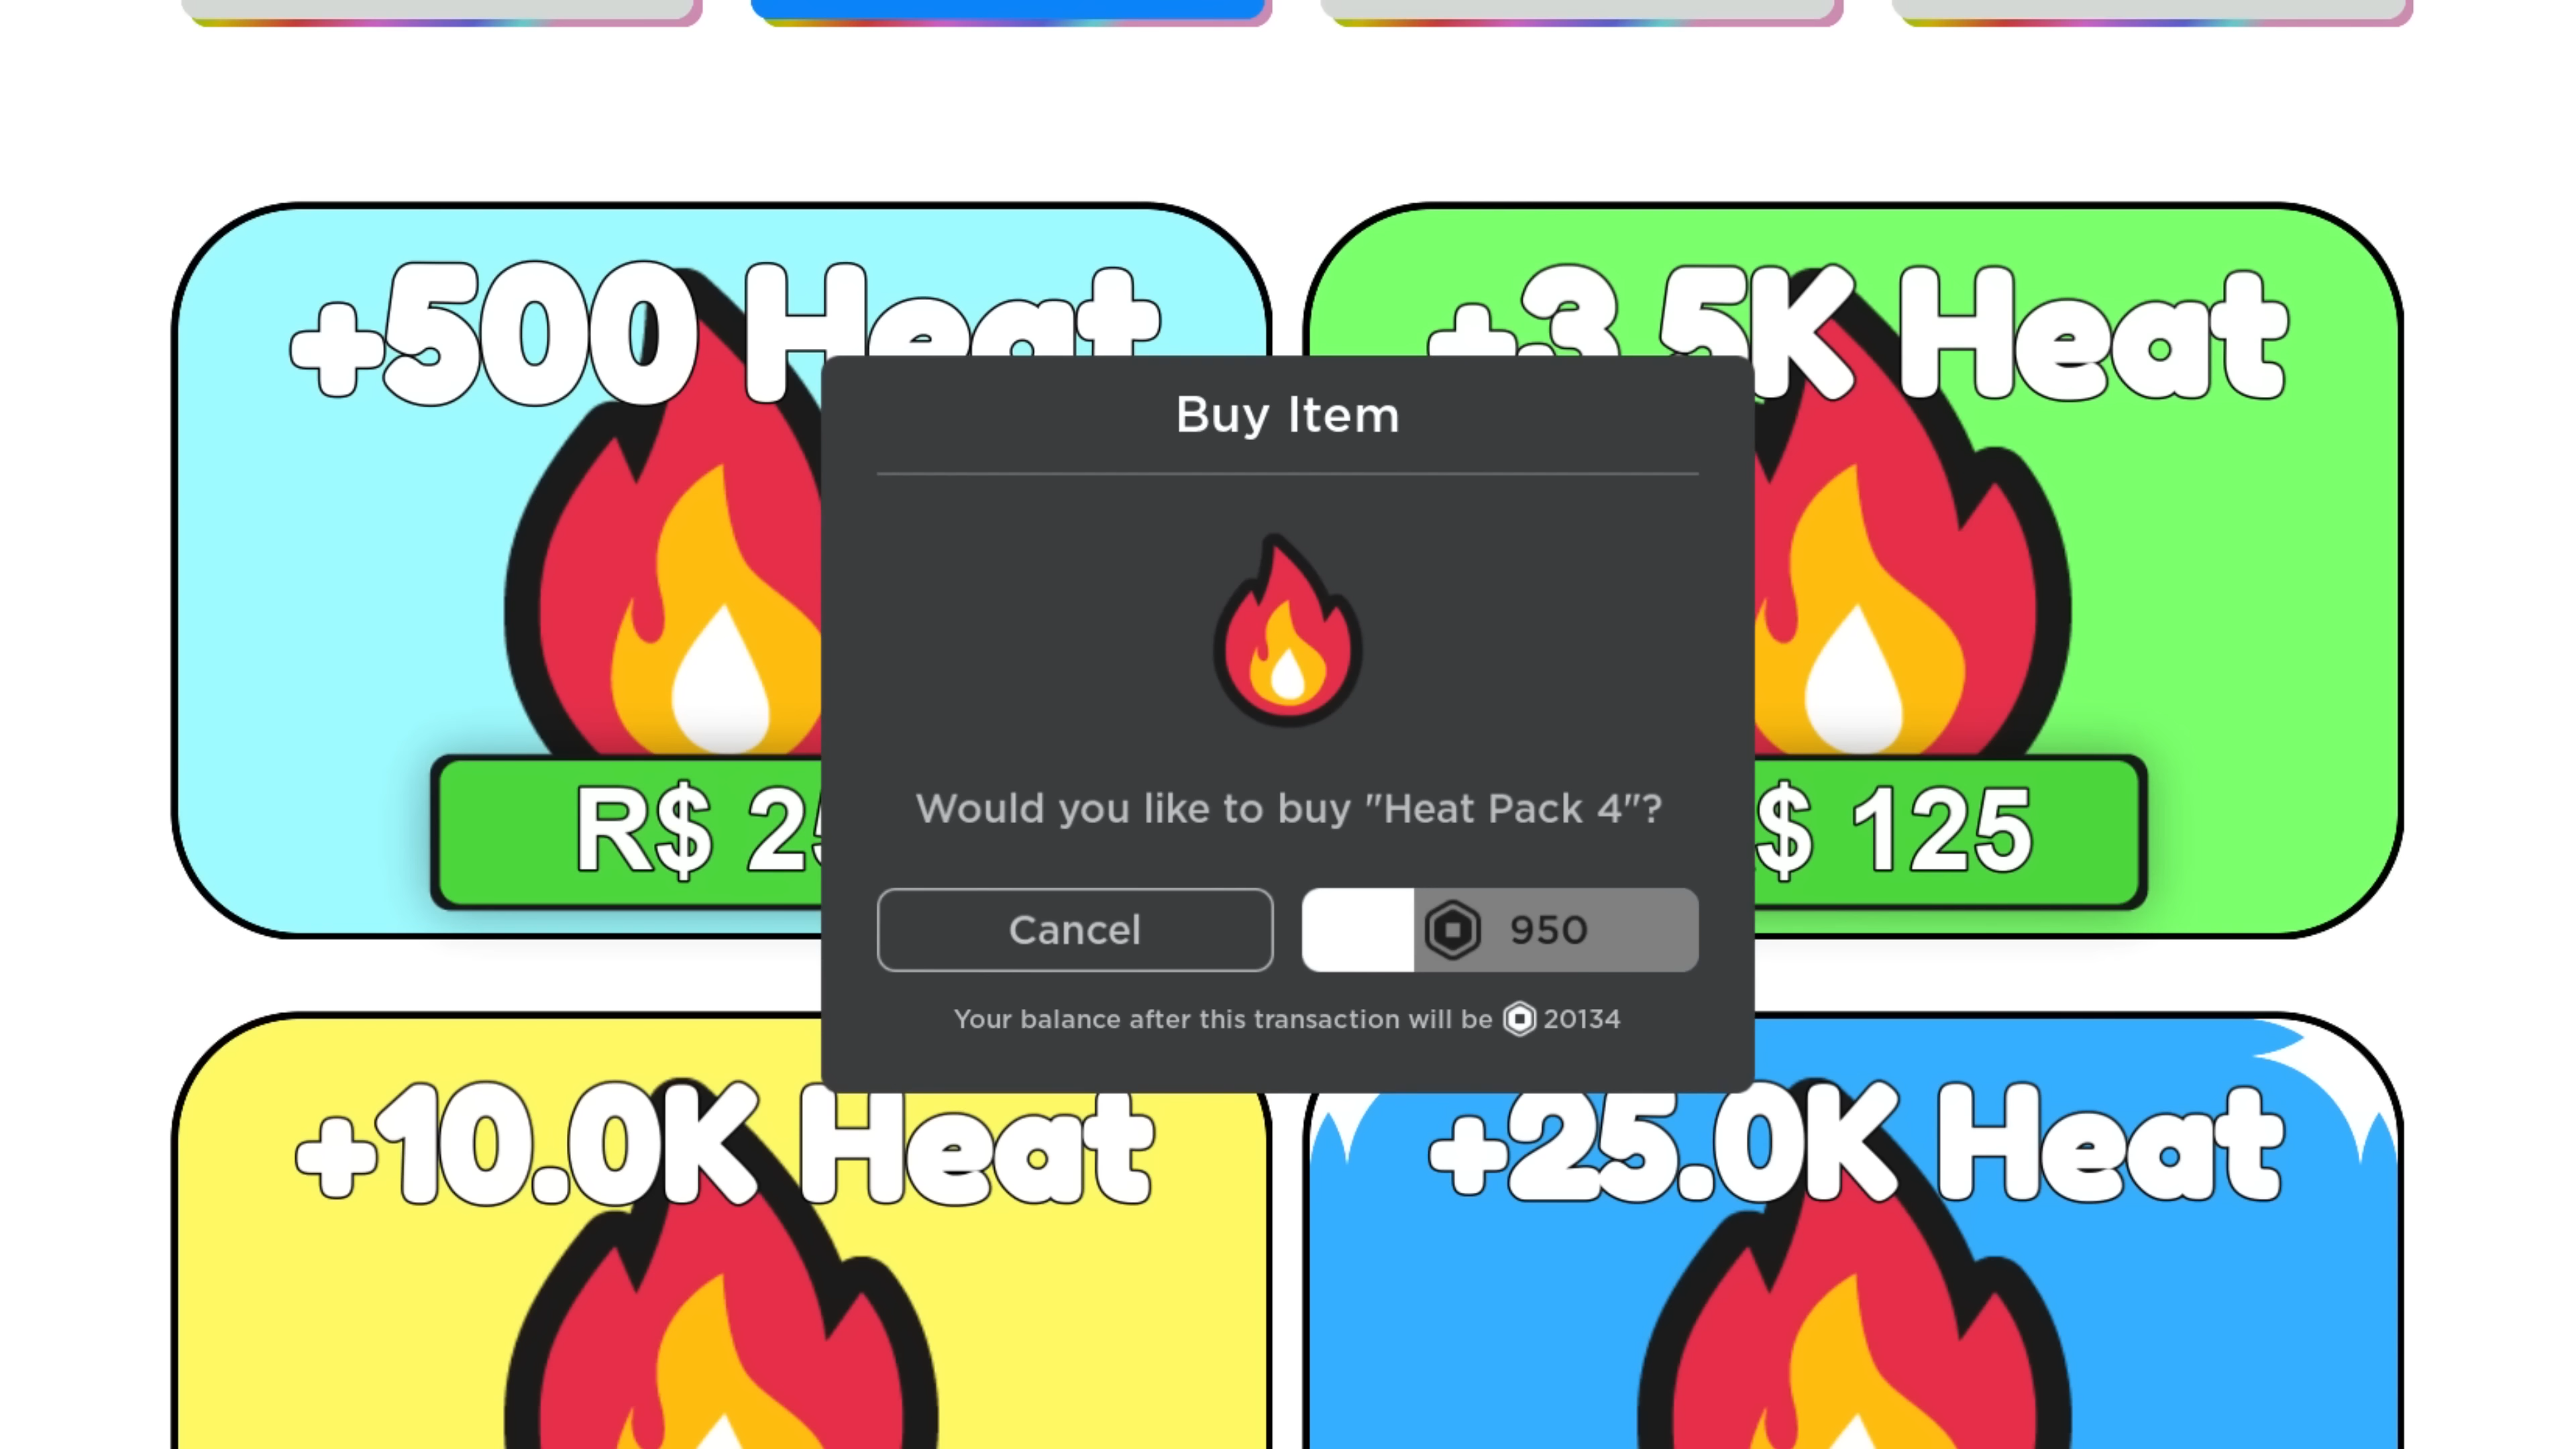 +500 Heat
+3.5K Heat
Buy Item
Would you like to buy "Heat Pack 4"?
R$ 25
$ 125
Cancel
950
Your balance after this transaction will be 20134
+10.0K Heat
+25.0K Heat